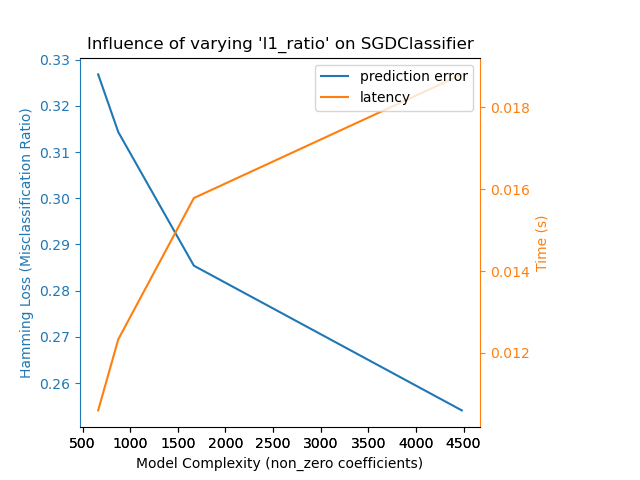 Influence of varying 'l1_ratio' on SGDClassifier
prediction error
latency
0.33
0.32
0.31
0.30
0.29
0.28
0.27
0.26
Hamming Loss (Misclassification Ratio)
0.018
0.016
0.014
0.012
Time (s)
500 1000 1500 2000 2500 3000 3500 4000 4500
Model Complexity (non_zero coefficients)